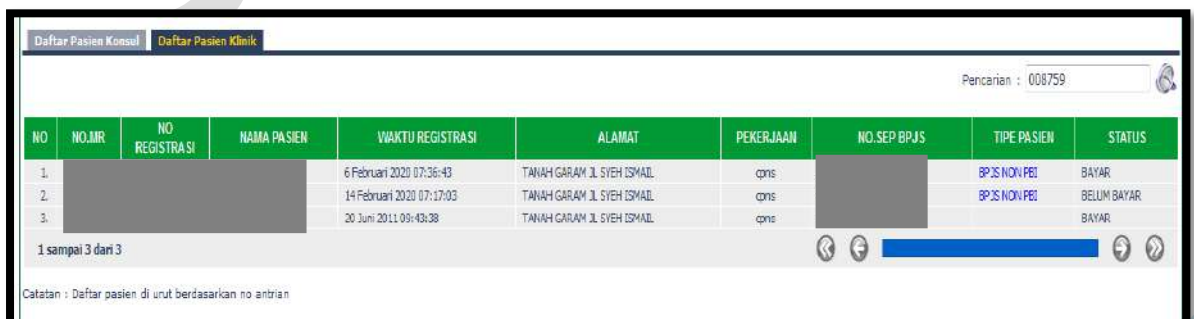 Daftar Pasien Konsul Daftar Pasien Klinik
Pencarian : 008759
NO NO.MR NO REGISTRASI NAMA PASIEN WAKTU REGISTRASI ALAMAT PEKERJAAN NO.SEP BPJS TIPE PASIEN STATUS
1. 6 Februari 2020 07:36:43 TANAH GARAM JL SYEH ISMAIL cpns BPJS NON PBI BAYAR
2. 14 Februari 2020 07:17:03 TANAH GARAM JL SYEH ISMAIL cpns BPJS NON PBI BELUM BAYAR
3. 20 Juni 2011 09:43:38 TANAH GARAM JL SYEH ISMAIL cpns BAYAR
1 sampai 3 dari 3
Catatan : Daftar pasien di urut berdasarkan no antrian